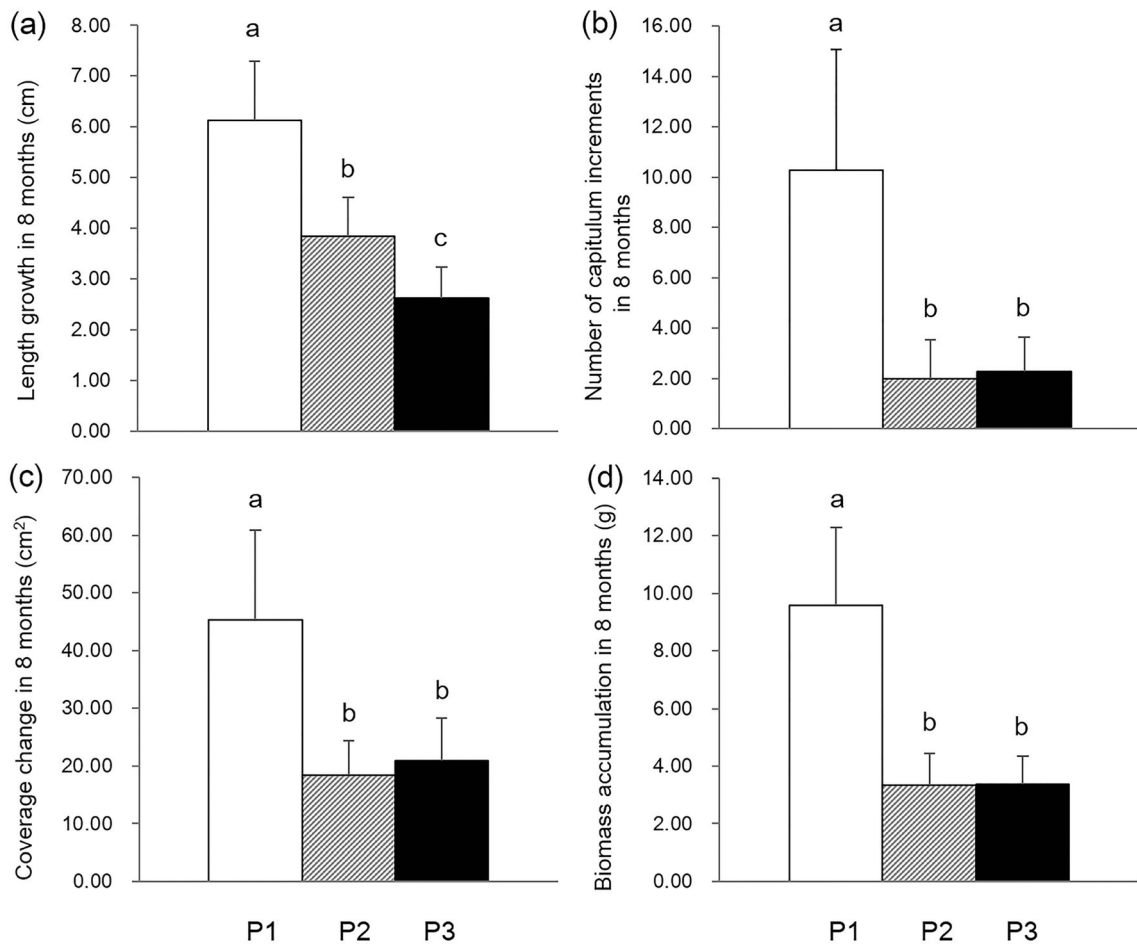 (a)
Length growth in 8 months (cm)
8.00
7.00
6.00
5.00
4.00
3.00
2.00
1.00
0.00
a
b
c
(b)
Number of capitulum increments
in 8 months
16.00
14.00
12.00
10.00
8.00
6.00
4.00
2.00
0.00
a
b
b
(c)
Coverage change in 8 months (cm²)
70.00
60.00
50.00
40.00
30.00
20.00
10.00
0.00
a
b
b
P1 P2 P3
(d)
Biomass accumulation in 8 months (g)
14.00
12.00
10.00
8.00
6.00
4.00
2.00
0.00
a
b
b
P1 P2 P3